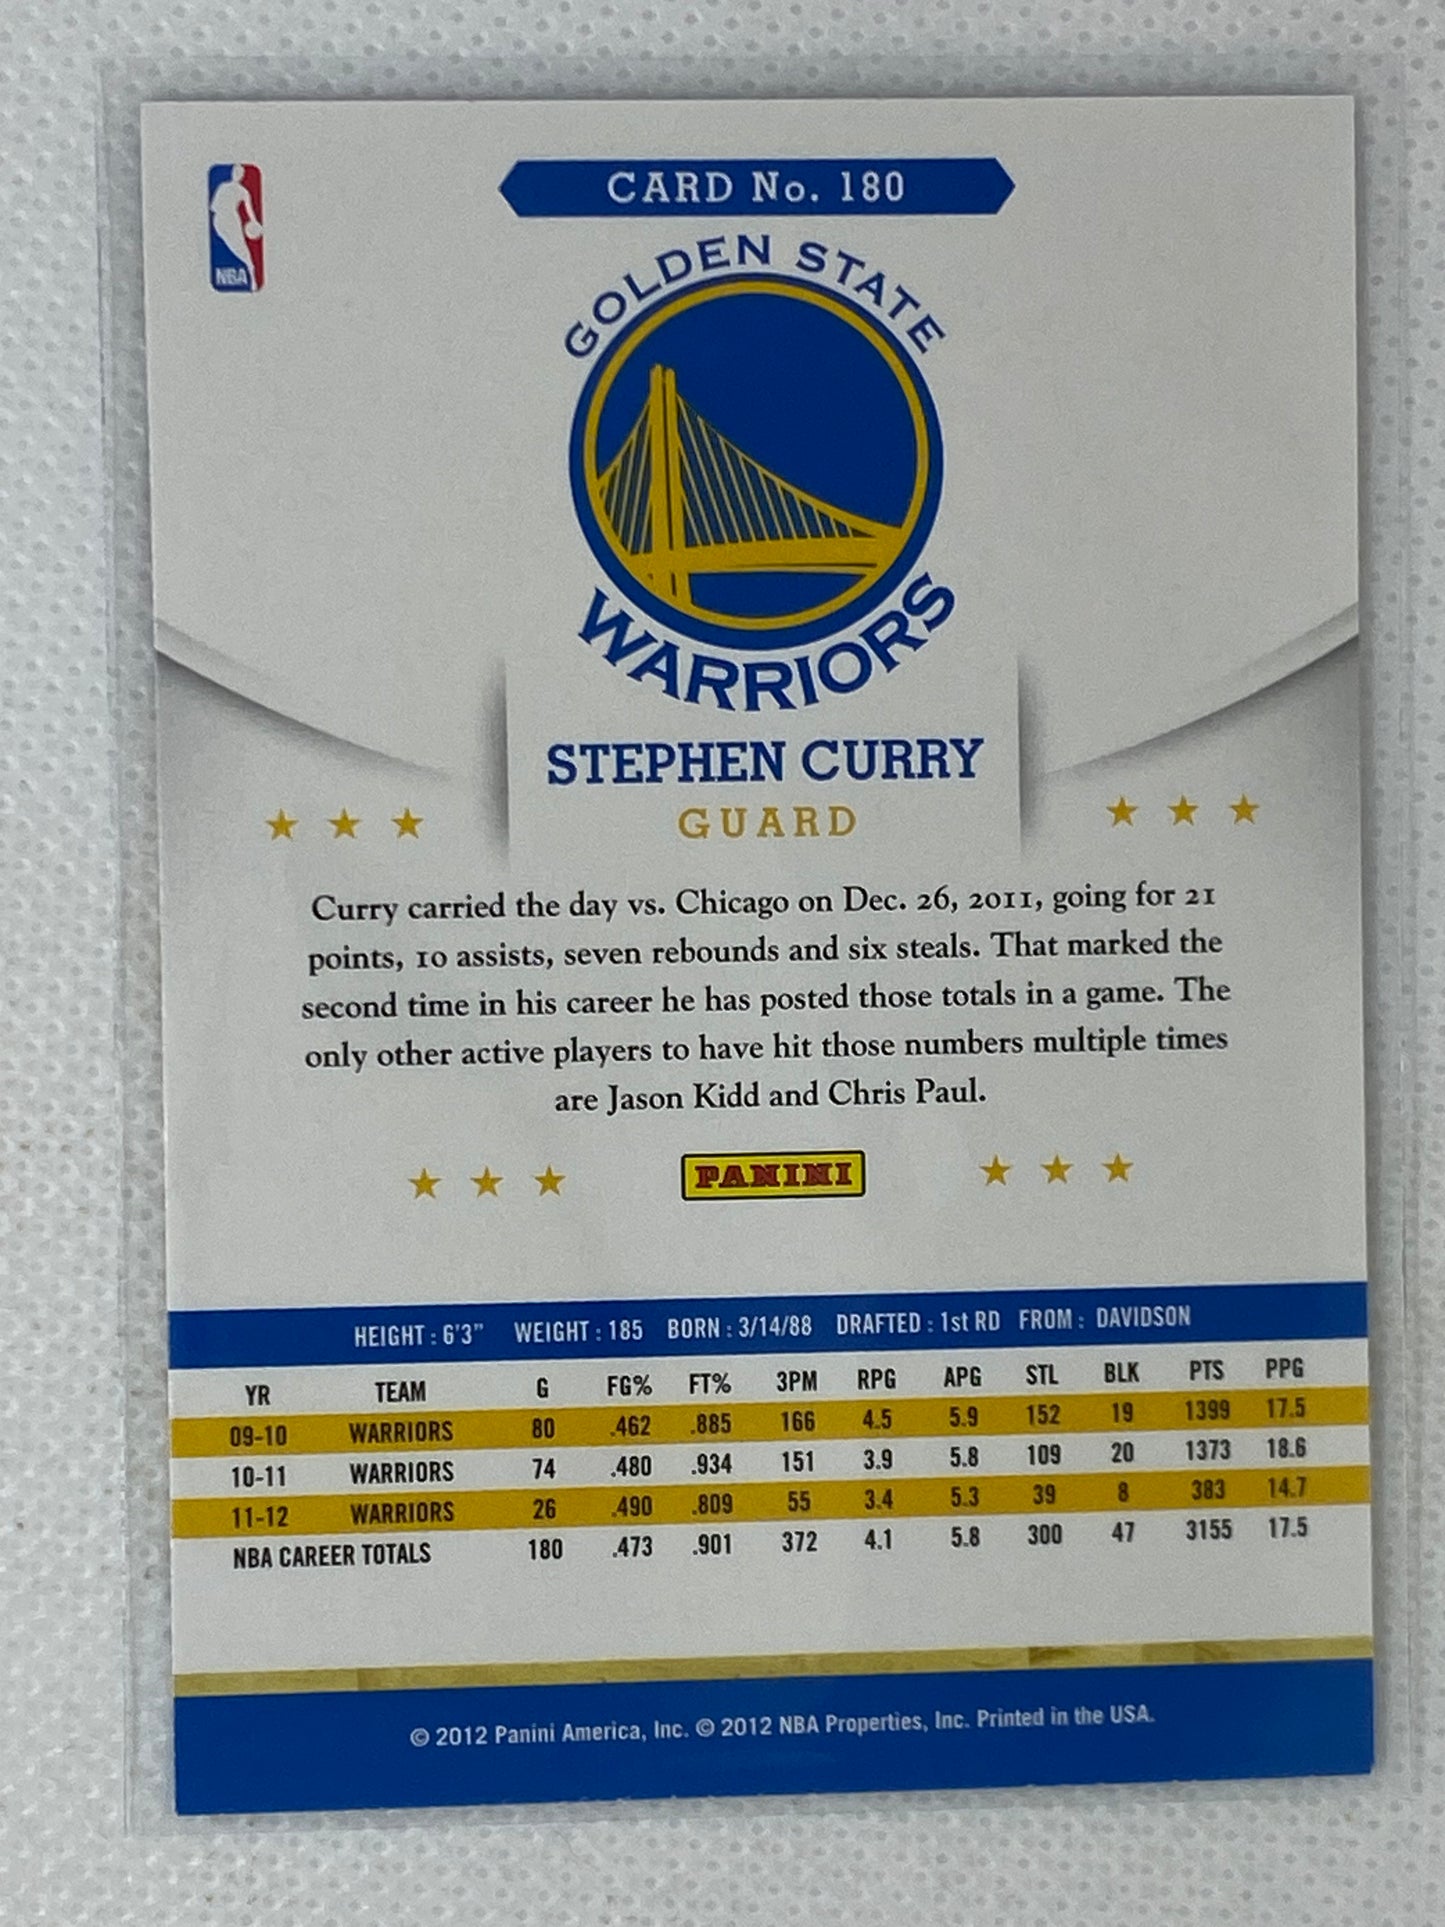 CARD No. 180
NBA
GOLDEN STATE
WARRIORS
STEPHEN CURRY
GUARD
Curry carried the day vs. Chicago on Dec. 26, 2011, going for 21
points, 10 assists, seven rebounds and six steals. That marked the
second time in his career he has posted those totals in a game. The
only other active players to have hit those numbers multiple times
are Jason Kidd and Chris Paul.
PANINI
HEIGHT : 6'3" WEIGHT : 185 BORN : 3/14/88 DRAFTED : 1st RD FROM : DAVIDSON
YR TEAM G FG% FT% 3PM RPG APG STL BLK PTS PPG
09-10 WARRIORS 80 .462 .885 166 4.5 5.9 152 19 1399 17.5
10-11 WARRIORS 74 .480 .934 151 3.9 5.8 109 20 1373 18.6
11-12 WARRIORS 26 .490 .809 55 3.4 5.3 39 8 383 14.7
NBA CAREER TOTALS 180 .473 .901 372 4.1 5.8 300 47 3155 17.5
© 2012 Panini America, Inc. © 2012 NBA Properties, Inc. Printed in the USA.